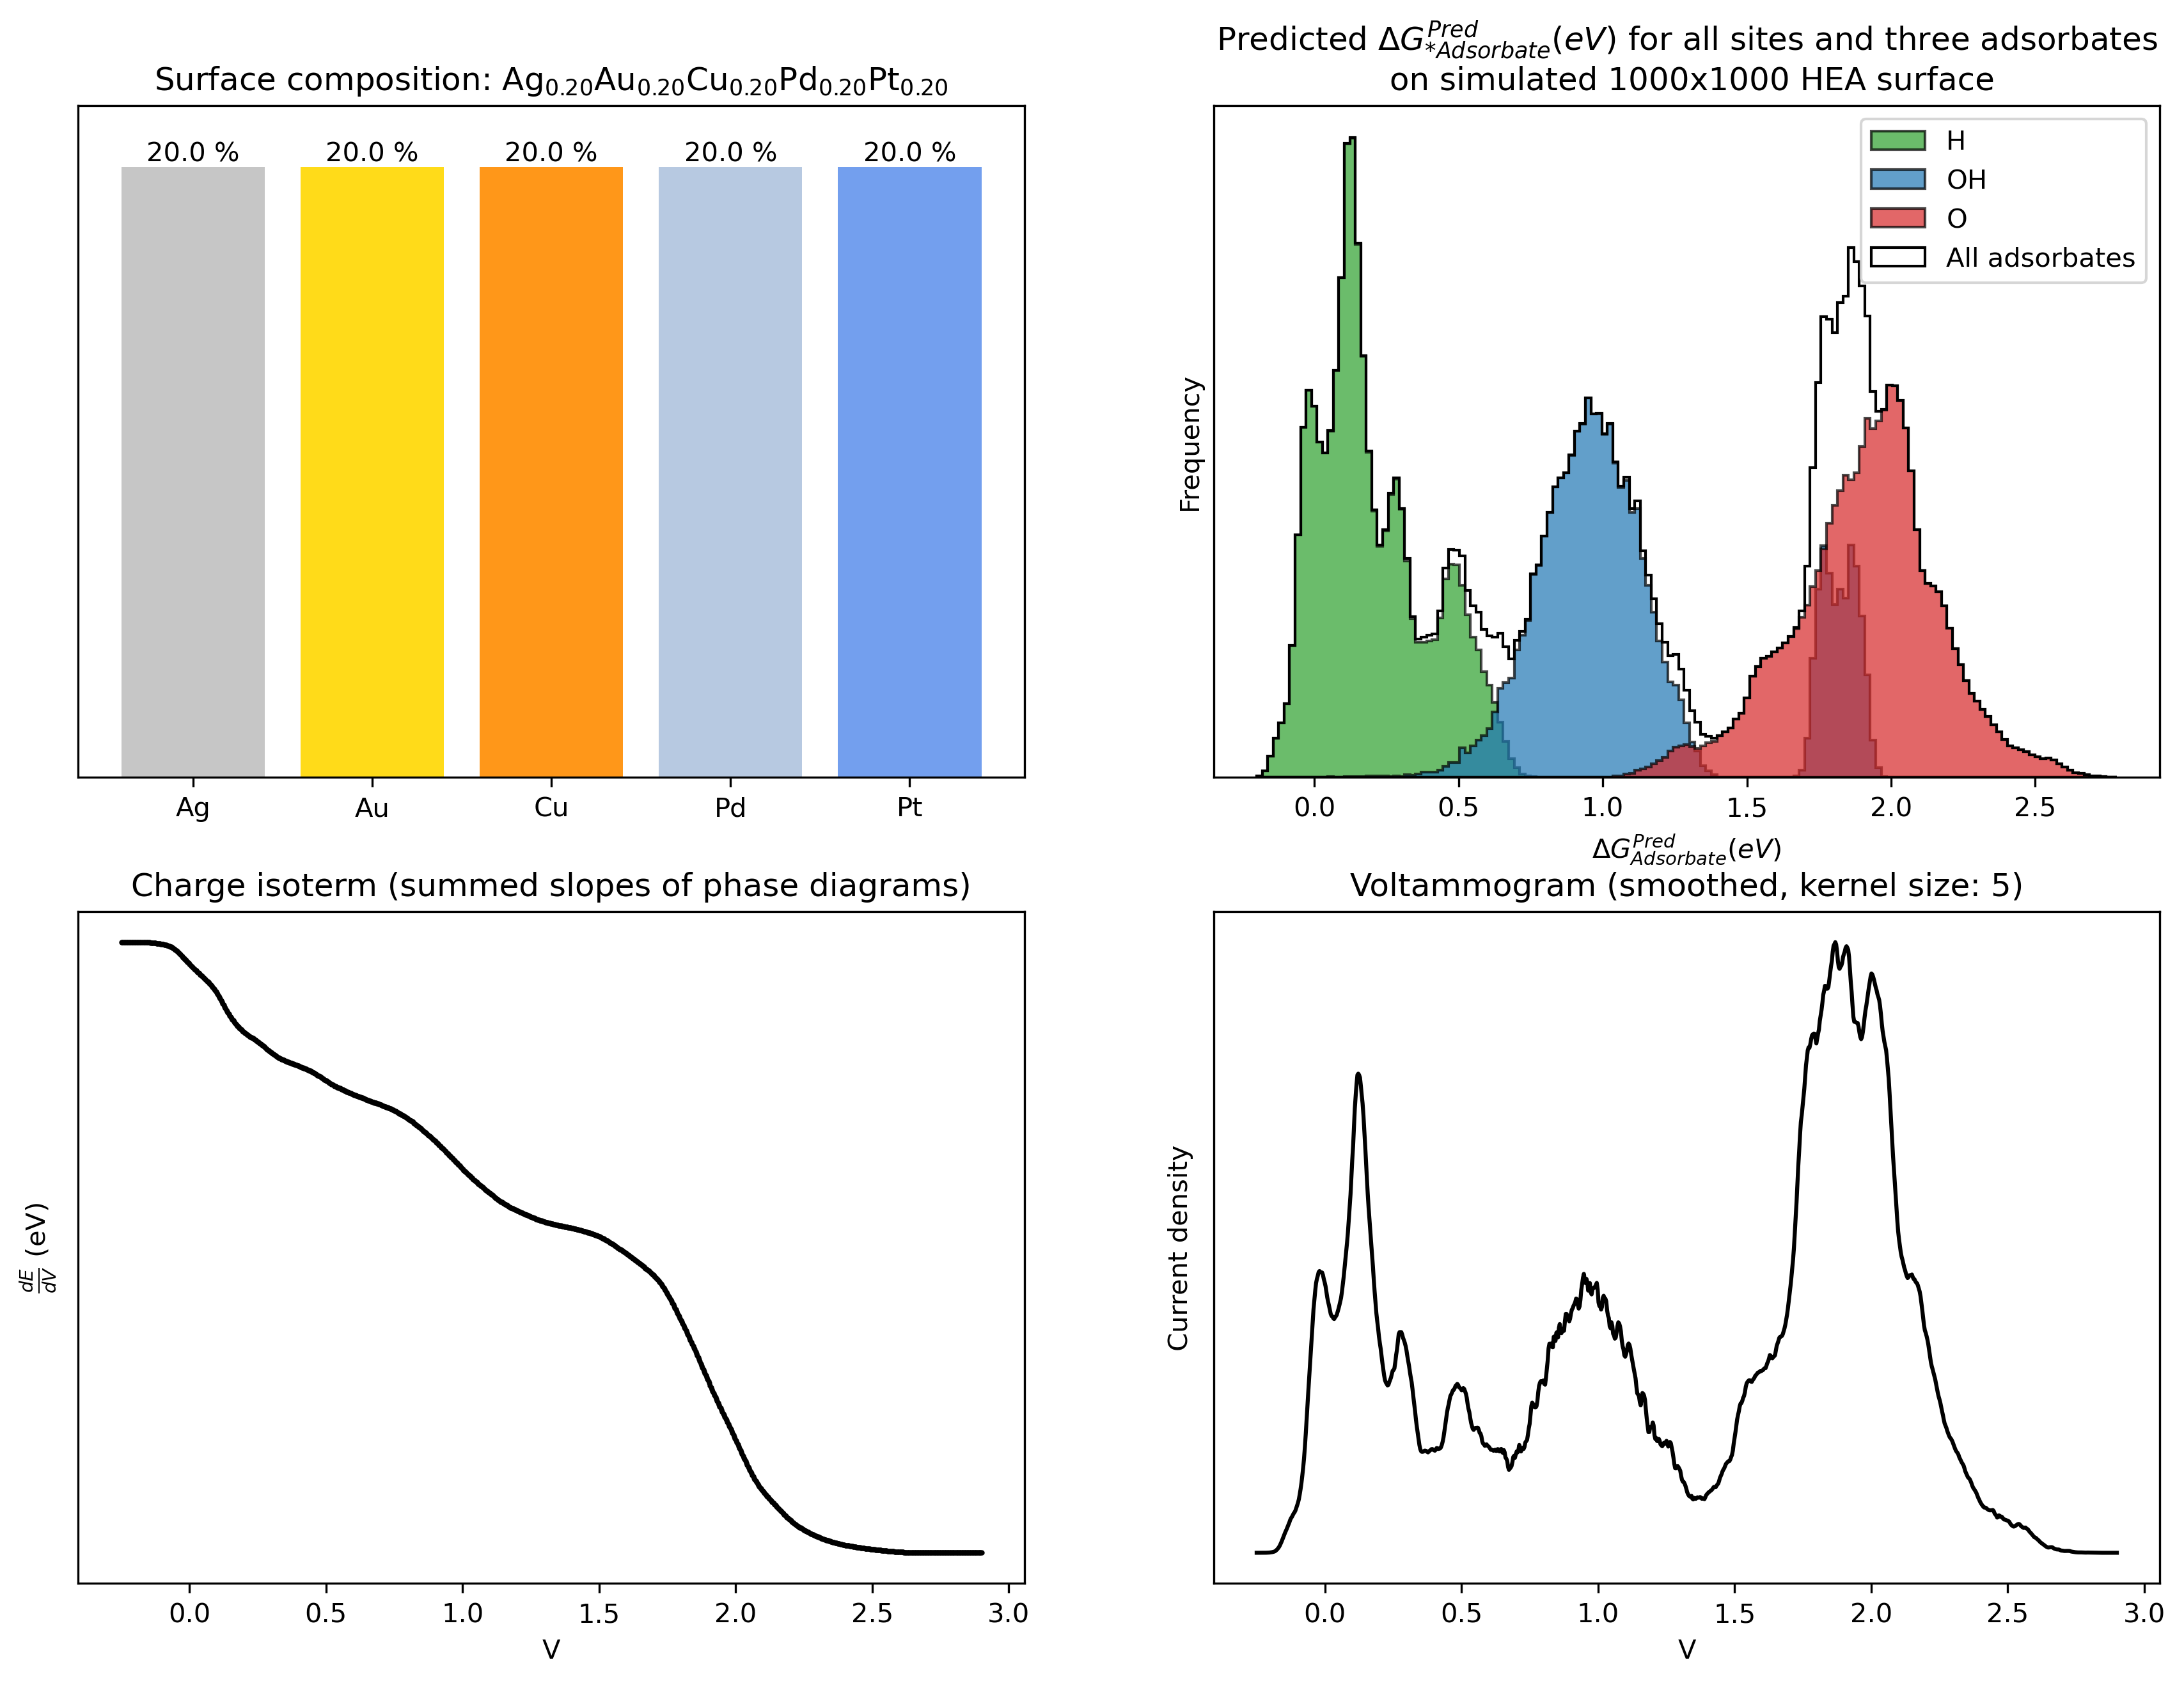 Surface composition: Ag₀.₂₀Au₀.₂₀Cu₀.₂₀Pd₀.₂₀Pt₀.₂₀
20.0 % 20.0 % 20.0 % 20.0 % 20.0 %
Ag Au Cu Pd Pt
Predicted ΔG^{Pred}_{*Adsorbate}(eV) for all sites and three adsorbates
on simulated 1000x1000 HEA surface
H
OH
O
All adsorbates
Frequency
0.0 0.5 1.0 1.5 2.0 2.5
ΔG^{Pred}_{Adsorbate}(eV)
Charge isoterm (summed slopes of phase diagrams)
dE/dV (eV)
0.0 0.5 1.0 1.5 2.0 2.5 3.0
V
Voltammogram (smoothed, kernel size: 5)
Current density
0.0 0.5 1.0 1.5 2.0 2.5 3.0
V